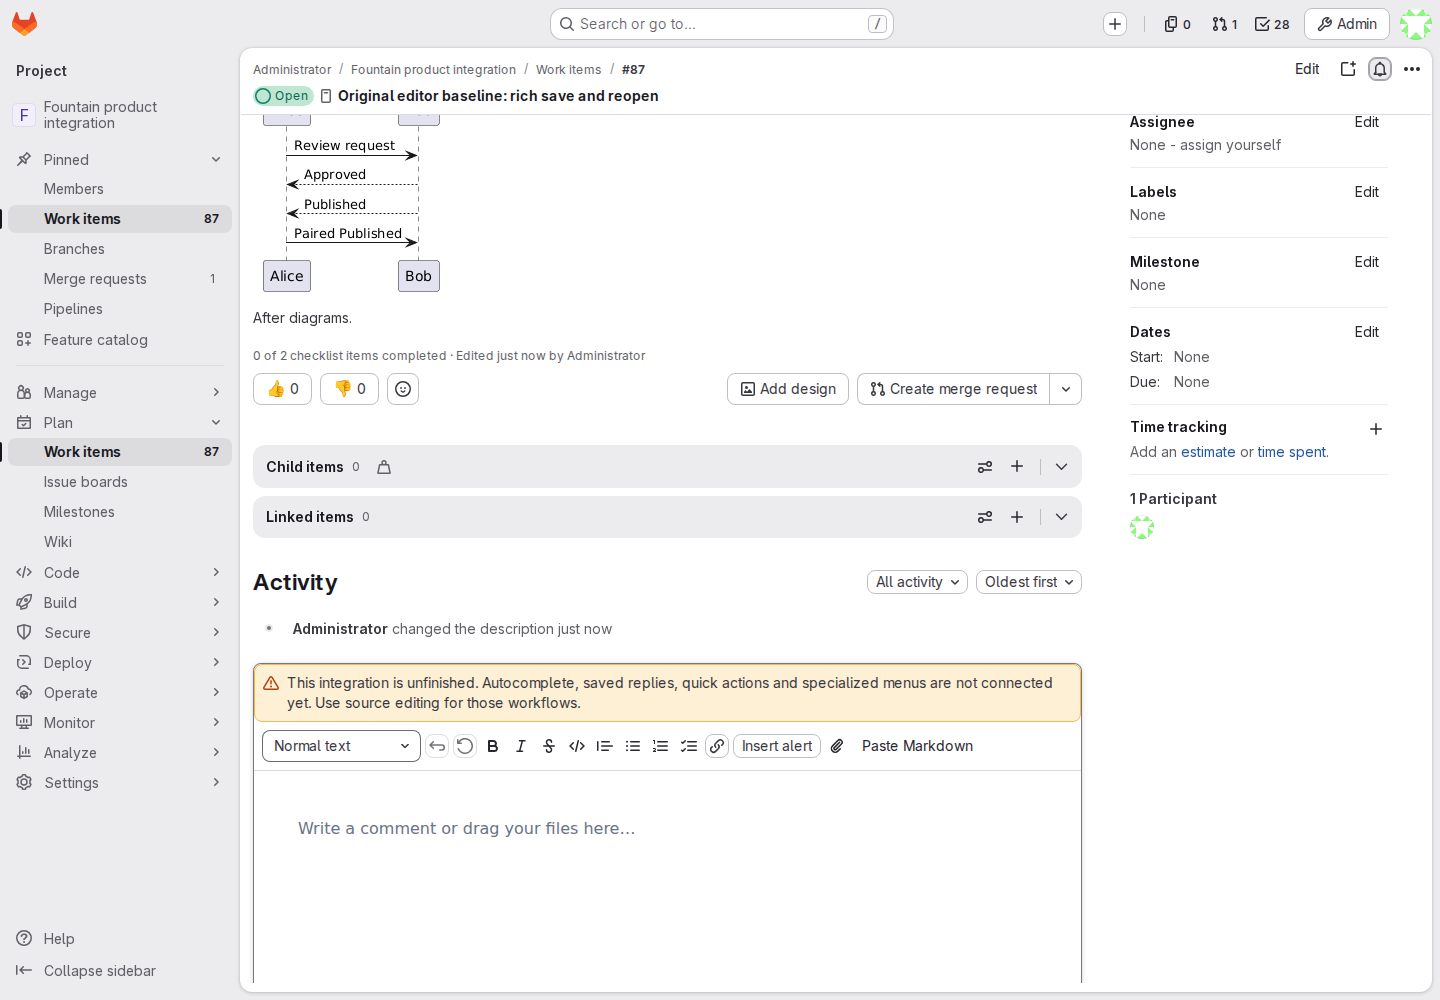 Search or go to...
/
0
1
28
Admin
Project
F
Fountain product integration
Pinned
Members
Work items
87
Branches
Merge requests
1
Pipelines
Feature catalog
Manage
Plan
Work items
87
Issue boards
Milestones
Wiki
Code
Build
Secure
Deploy
Operate
Monitor
Analyze
Settings
Help
Collapse sidebar
Administrator / Fountain product integration / Work items / #87
Edit
Open
Original editor baseline: rich save and reopen
Review request
Approved
Published
Paired Published
Alice
Bob
After diagrams.
0 of 2 checklist items completed · Edited just now by Administrator
👍 0
👎 0
Add design
Create merge request
Child items 0
Linked items 0
Activity
All activity
Oldest first
Administrator changed the description just now
This integration is unfinished. Autocomplete, saved replies, quick actions and specialized menus are not connected
yet. Use source editing for those workflows.
Normal text
Insert alert
Paste Markdown
Write a comment or drag your files here...
Assignee
Edit
None - assign yourself
Labels
Edit
None
Milestone
Edit
None
Dates
Edit
Start: None
Due: None
Time tracking
Add an estimate or time spent.
1 Participant